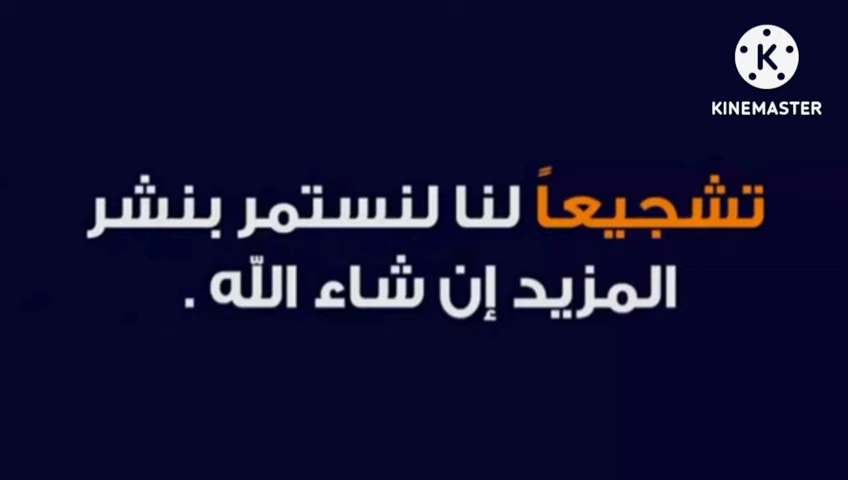 KINEMASTER
تشجيعاً لنا لنستمر بنشر
المزيد إن شاء الله .